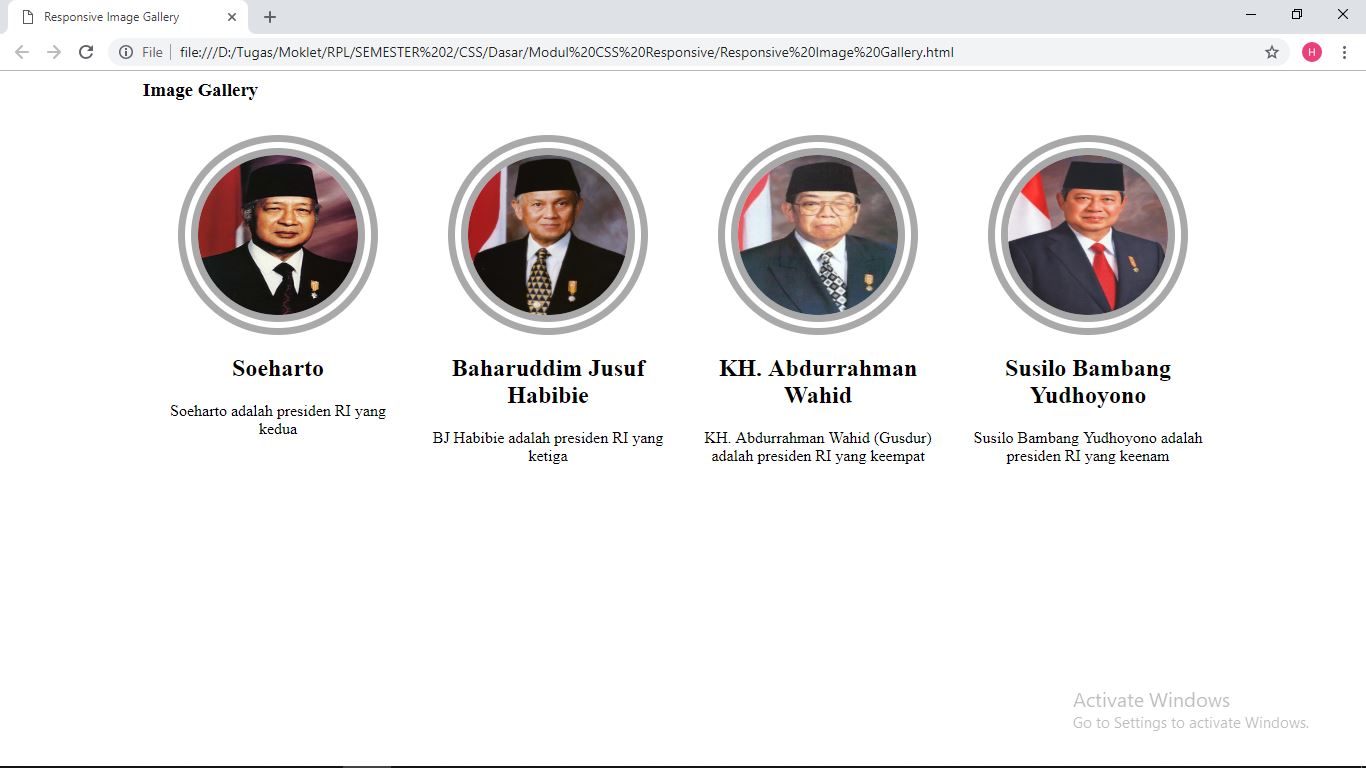 Responsive Image Gallery
File
file:///D:/Tugas/Moklet/RPL/SEMESTER%202/CSS/Dasar/Modul%20CSS%20Responsive/Responsive%20Image%20Gallery.html
H
Image Gallery
Soeharto
Soeharto adalah presiden RI yang
kedua
Baharuddim Jusuf
Habibie
BJ Habibie adalah presiden RI yang
ketiga
KH. Abdurrahman
Wahid
KH. Abdurrahman Wahid (Gusdur)
adalah presiden RI yang keempat
Susilo Bambang
Yudhoyono
Susilo Bambang Yudhoyono adalah
presiden RI yang keenam
Activate Windows
Go to Settings to activate Windows.